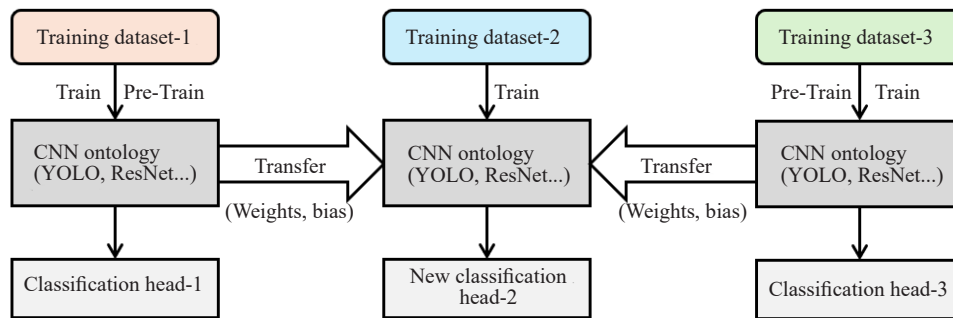 Training dataset-1
Training dataset-2
Training dataset-3
Train
Pre-Train
Train
Pre-Train
Train
CNN ontology
(YOLO, ResNet...)
Transfer
(Weights, bias)
CNN ontology
(YOLO, ResNet...)
Transfer
(Weights, bias)
CNN ontology
(YOLO, ResNet...)
Classification head-1
New classification
head-2
Classification head-3